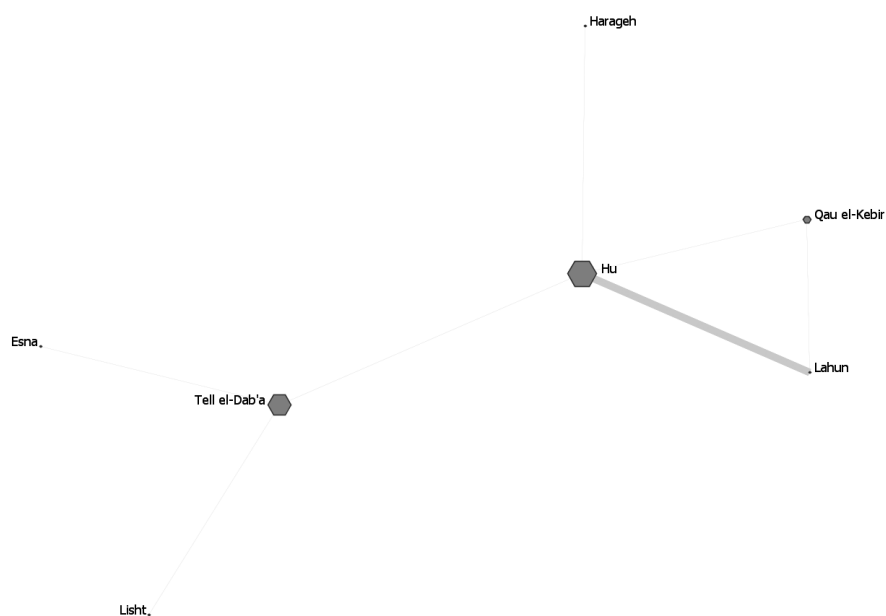 Harageh
Qau el-Kebir
Hu
Esna
Lahun
Tell el-Dab'a
Lisht